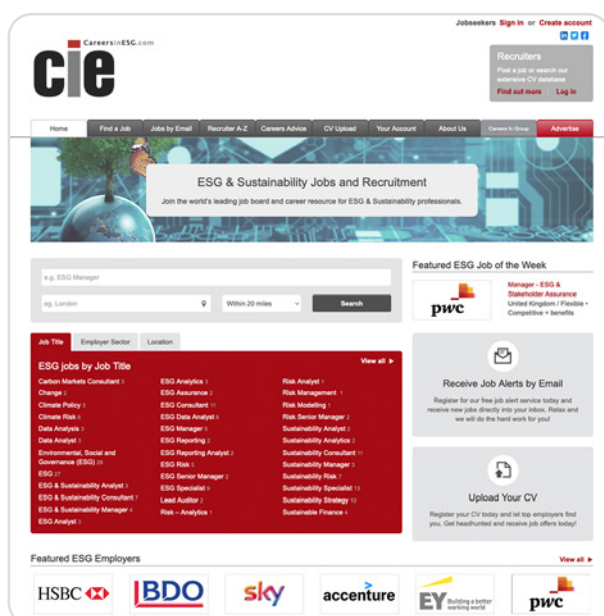 Jobseekers Sign in or Create account
CareersinESG.com
cie
Recruiters
Post a job or search our
extensive CV database
Find out more Log in
Home Find a Job Jobs by Email Recruiter A-Z Careers Advice CV Upload Your Account About Us Careers In Group Advertise
ESG & Sustainability Jobs and Recruitment
Join the world's leading job board and career resource for ESG & Sustainability professionals.
e.g. ESG Manager
eg. London Within 20 miles Search
Featured ESG Job of the Week
pwc
Manager - ESG &
Stakeholder Assurance
United Kingdom / Flexible •
Competitive + benefits
Job Title Employer Sector Location
ESG jobs by Job Title View all
Carbon Markets Consultant 3
Change 2
Climate Policy 3
Climate Risk 8
Data Analysis 3
Data Analyst 3
Environmental, Social and
Governance (ESG) 26
ESG 27
ESG & Sustainability Analyst 3
ESG & Sustainability Consultant 7
ESG & Sustainability Manager 4
ESG Analyst 3
ESG Analytics 3
ESG Assurance 2
ESG Consultant 11
ESG Data Analyst 6
ESG Manager 5
ESG Reporting 2
ESG Reporting Analyst 2
ESG Risk 5
ESG Senior Manager 2
ESG Specialist 9
Lead Auditor 2
Risk – Analytics 1
Risk Analyst 1
Risk Management 1
Risk Modelling 1
Risk Senior Manager 2
Sustainability Analyst 2
Sustainability Analytics 2
Sustainability Consultant 11
Sustainability Manager 3
Sustainability Risk 7
Sustainability Specialist 13
Sustainability Strategy 10
Sustainable Finance 4
Receive Job Alerts by Email
Register for our free job alert service today and
receive new jobs directly into your inbox. Relax and
we will do the hard work for you!
Upload Your CV
Register your CV today and let top employers find
you. Get headhunted and receive job offers today!
Featured ESG Employers View all
HSBC
BDO
sky
accenture
EY Building a better
working world
pwc